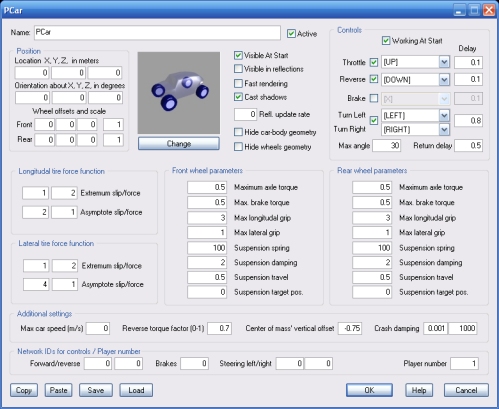 PCar
Name: PCar Active
Position
Location X, Y, Z, in meters
0 0 0
Orientation about X, Y, Z, in degrees
0 0 0
Wheel offsets and scale
Front 0 0 0 1
Rear 0 0 0 1
Change
Visible At Start
Visible in reflections
Fast rendering
Cast shadows
0 Refl. update rate
Hide car-body geometry
Hide wheels geometry
Controls
Working At Start
Delay
Throttle [UP] 0.1
Reverse [DOWN] 0.1
Brake [X] 0.1
Turn Left [LEFT] 0.8
Turn Right [RIGHT]
Max angle 30 Return delay 0.5
Longitudal tire force function
1 2 Extremum slip/force
2 1 Asymptote slip/force
Lateral tire force function
1 2 Extremum slip/force
4 1 Asymptote slip/force
Front wheel parameters
0.5 Maximum axle torque
0.5 Max. brake torque
3 Max longitudal grip
1 Max lateral grip
100 Suspension spring
2 Suspension damping
0.5 Suspension travel
0 Suspension target pos.
Rear wheel parameters
0.5 Maximum axle torque
0.5 Max. brake torque
3 Max longitudal grip
1 Max lateral grip
100 Suspension spring
2 Suspension damping
0.5 Suspension travel
0 Suspension target pos.
Additional settings
Max car speed (m/s) 0 Reverse torque factor (0-1) 0.7 Center of mass' vertical offset -0.75 Crash damping 0.001 1000
Network IDs for controls / Player number
Forward/reverse 0 0 Brakes 0 Steering left/right 0 0 Player number 1
Copy Paste Save Load OK Help Cancel